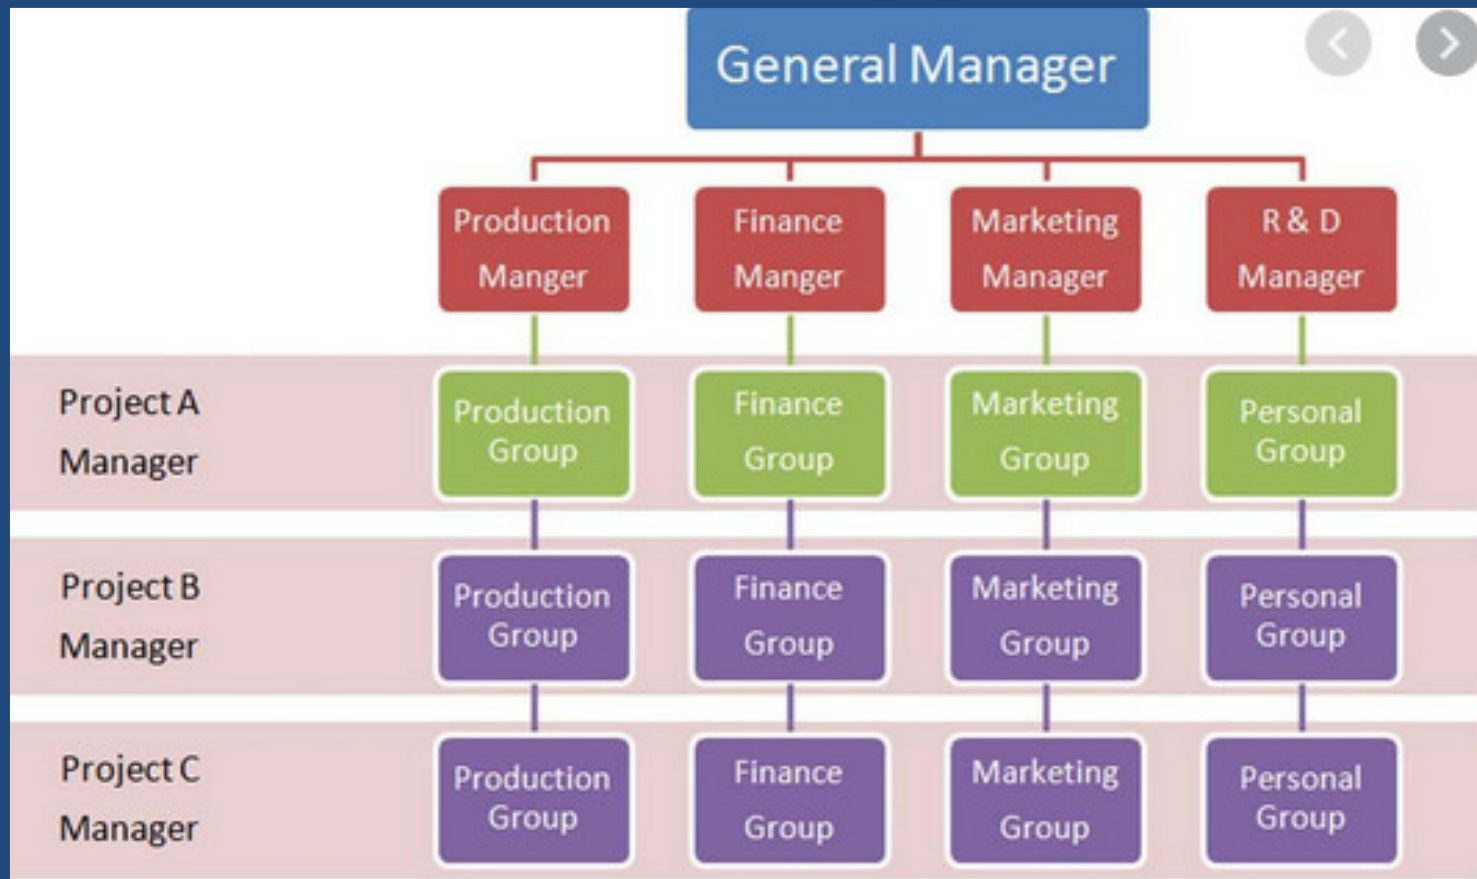 General Manager
Production
Manger
Finance
Manger
Marketing
Manager
R & D
Manager
Project A
Manager
Production
Group
Finance
Group
Marketing
Group
Personal
Group
Project B
Manager
Production
Group
Finance
Group
Marketing
Group
Personal
Group
Project C
Manager
Production
Group
Finance
Group
Marketing
Group
Personal
Group